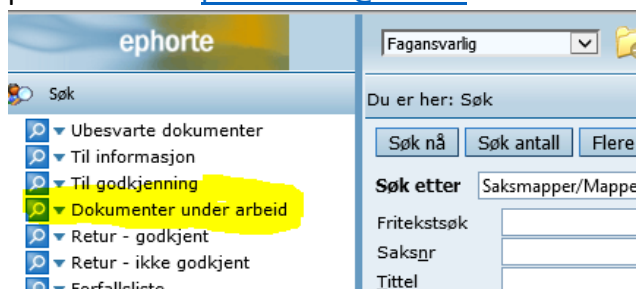 ephorte
Søk
Ubesvarte dokumenter
Til informasjon
Til godkjenning
Dokumenter under arbeid
Retur - godkjent
Retur - ikke godkjent
Forfallsliste
Fagansvarlig
Du er her: Søk
Søk nå Søk antall Flere
Søk etter Saksmapper/Mappe
Fritekstsøk
Saksnr
Tittel